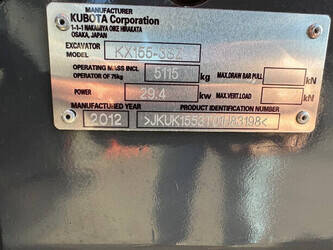 MANUFACTURER
KUBOTA Corporation
1-1-1 NAKAMIYA OIKE HIRAKATA
OSAKA, JAPAN
EXCAVATOR MODEL KX155-3SZ
OPERATING MASS INCL. OPERATOR OF 75kg 5115 kg MAX.DRAW BAR PULL kN
POWER 29.4 kw MAX.VERT.LOAD kN
MANUFACTURED YEAR PRODUCT IDENTIFICATION NUMBER
2012